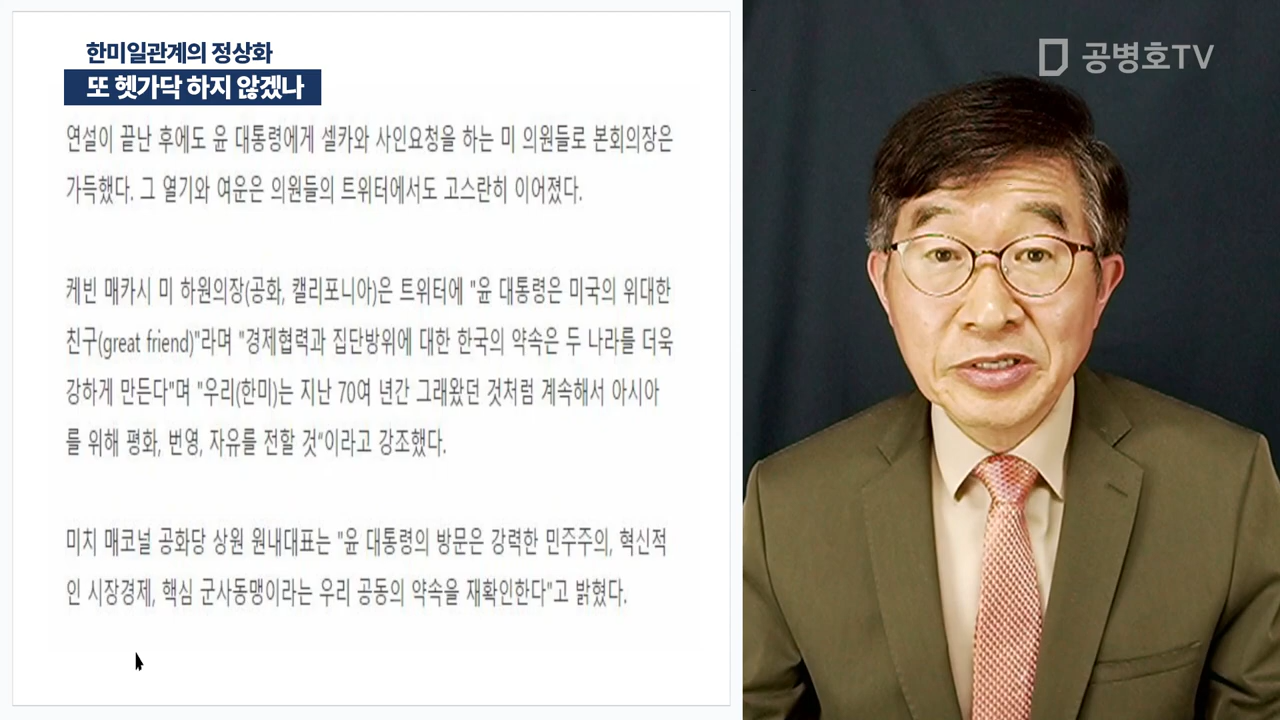 한미일관계의 정상화
또 헷가닥 하지 않겠나
공병호TV
연설이 끝난 후에도 윤 대통령에게 셀카와 사인요청을 하는 미 의원들로 본회의장은
가득했다. 그 열기와 여운은 의원들의 트위터에서도 고스란히 이어졌다.
케빈 매카시 미 하원의장(공화, 캘리포니아)은 트위터에 "윤 대통령은 미국의 위대한
친구(great friend)"라며 "경제협력과 집단방위에 대한 한국의 약속은 두 나라를 더욱
강하게 만든다"며 "우리(한미)는 지난 70여 년간 그래왔던 것처럼 계속해서 아시아
를 위해 평화, 번영, 자유를 전할 것“이라고 강조했다.
미치 매코널 공화당 상원 원내대표는 "윤 대통령의 방문은 강력한 민주주의, 혁신적
인 시장경제, 핵심 군사동맹이라는 우리 공동의 약속을 재확인한다"고 밝혔다.